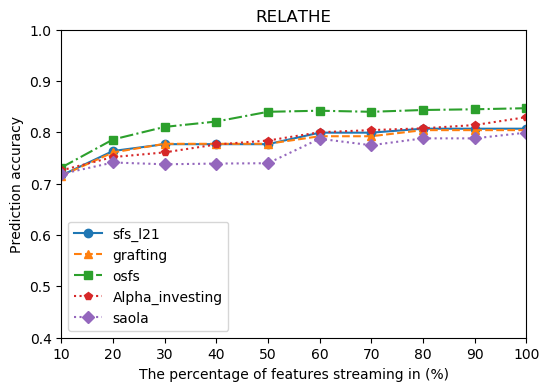 RELATHE
1.0
0.9
0.8
0.7
0.6
0.5
0.4
Prediction accuracy
sfs_l21
grafting
osfs
Alpha_investing
saola
10 20 30 40 50 60 70 80 90 100
The percentage of features streaming in (%)